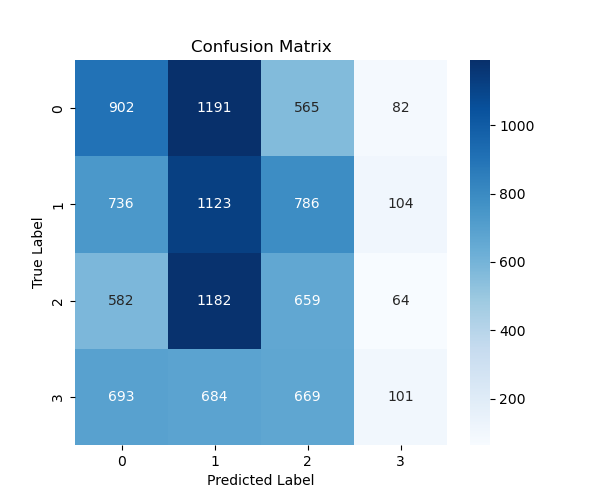 Confusion Matrix
True Label
0 902 1191 565 82
1 736 1123 786 104
2 582 1182 659 64
3 693 684 669 101
0 1 2 3
Predicted Label
1000
800
600
400
200